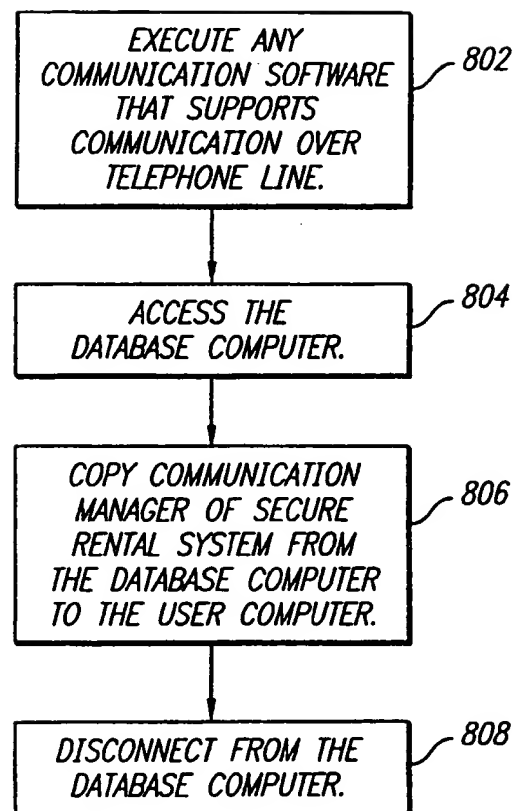 EXECUTE ANY
COMMUNICATION SOFTWARE
THAT SUPPORTS
COMMUNICATION OVER
TELEPHONE LINE.
802
ACCESS THE
DATABASE COMPUTER.
804
COPY COMMUNICATION
MANAGER OF SECURE
RENTAL SYSTEM FROM
THE DATABASE COMPUTER
TO THE USER COMPUTER.
806
DISCONNECT FROM THE
DATABASE COMPUTER.
808